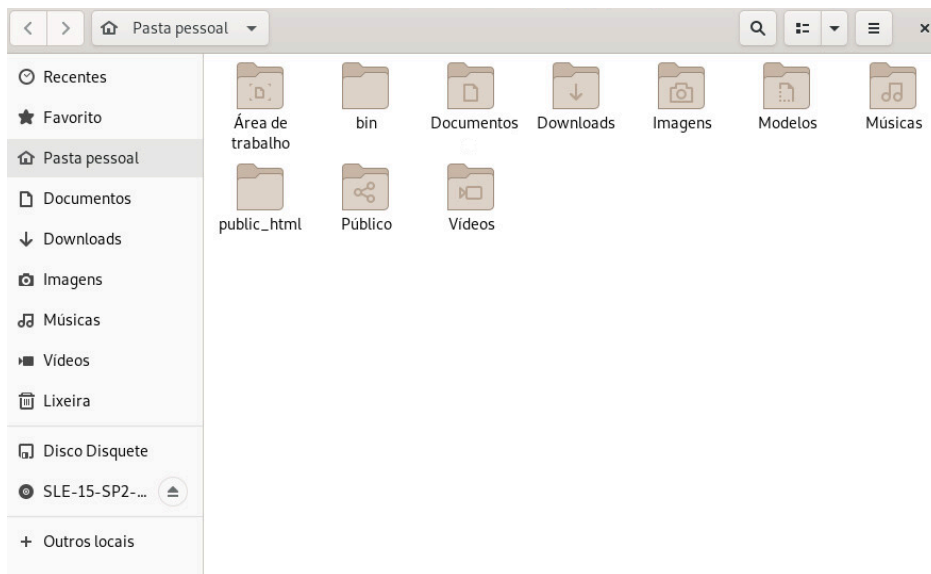 Pasta pessoal
Recentes
Favorito
Pasta pessoal
Documentos
Downloads
Imagens
Músicas
Vídeos
Lixeira
Disco Disquete
SLE-15-SP2-...
Outros locais
Área de
trabalho
bin
Documentos
Downloads
Imagens
Modelos
Músicas
public_html
Público
Vídeos